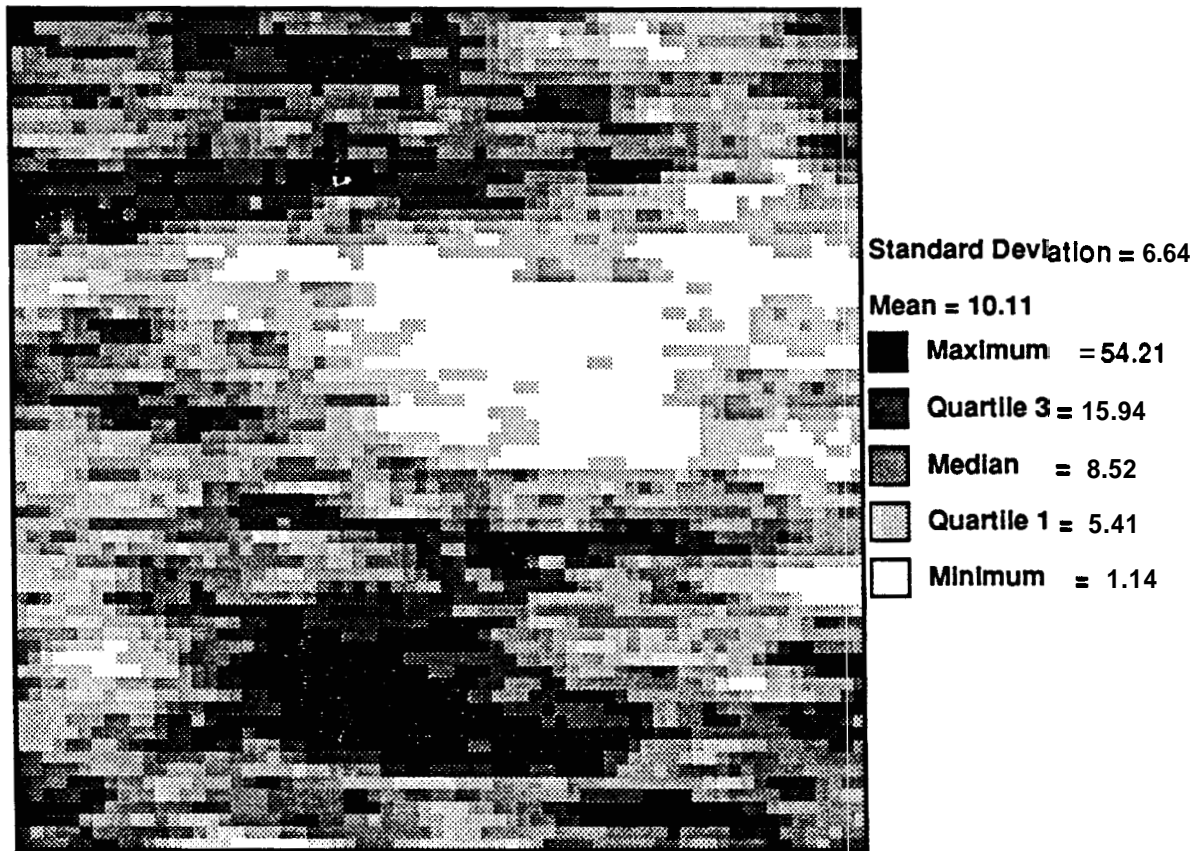 Standard Deviation = 6.64
Mean = 10.11
Maximum = 54.21
Quartile 3 = 15.94
Median = 8.52
Quartile 1 = 5.41
Minimum = 1.14